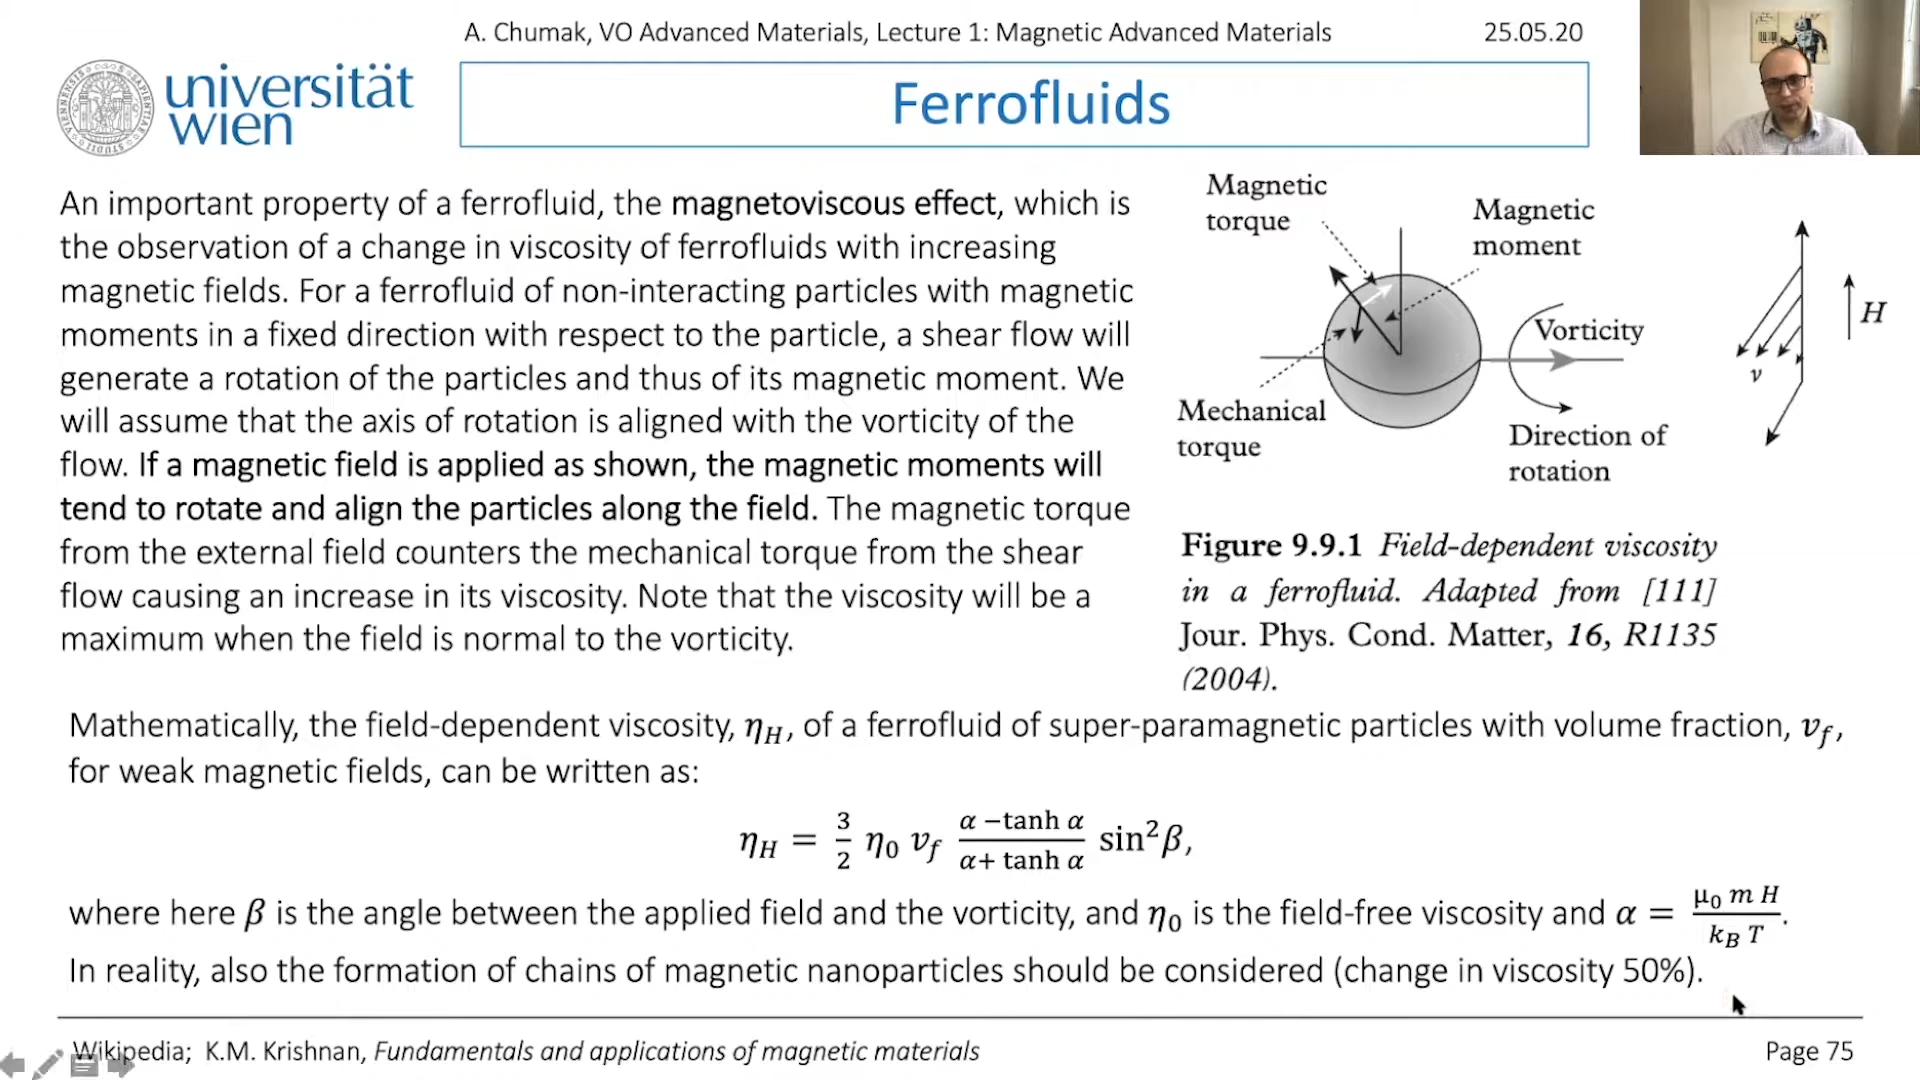 A. Chumak, VO Advanced Materials, Lecture 1: Magnetic Advanced Materials
25.05.20
universität
wien
Ferrofluids
An important property of a ferrofluid, the magnetoviscous effect, which is
the observation of a change in viscosity of ferrofluids with increasing
magnetic fields. For a ferrofluid of non-interacting particles with magnetic
moments in a fixed direction with respect to the particle, a shear flow will
generate a rotation of the particles and thus of its magnetic moment. We
will assume that the axis of rotation is aligned with the vorticity of the
flow. If a magnetic field is applied as shown, the magnetic moments will
tend to rotate and align the particles along the field. The magnetic torque
from the external field counters the mechanical torque from the shear
flow causing an increase in its viscosity. Note that the viscosity will be a
maximum when the field is normal to the vorticity.
Magnetic
torque
Magnetic
moment
Vorticity
H
v
Mechanical
torque
Direction of
rotation
Figure 9.9.1 Field-dependent viscosity
in a ferrofluid. Adapted from [111]
Jour. Phys. Cond. Matter, 16, R1135
(2004).
Mathematically, the field-dependent viscosity, η_H, of a ferrofluid of super-paramagnetic particles with volume fraction, v_f,
for weak magnetic fields, can be written as:
η_H = 3/2 η_0 v_f (α −tanh α)/(α+ tanh α) sin²β,
where here β is the angle between the applied field and the vorticity, and η_0 is the field-free viscosity and α = (μ_0 m H)/(k_B T).
In reality, also the formation of chains of magnetic nanoparticles should be considered (change in viscosity 50%).
Wikipedia; K.M. Krishnan, Fundamentals and applications of magnetic materials
Page 75